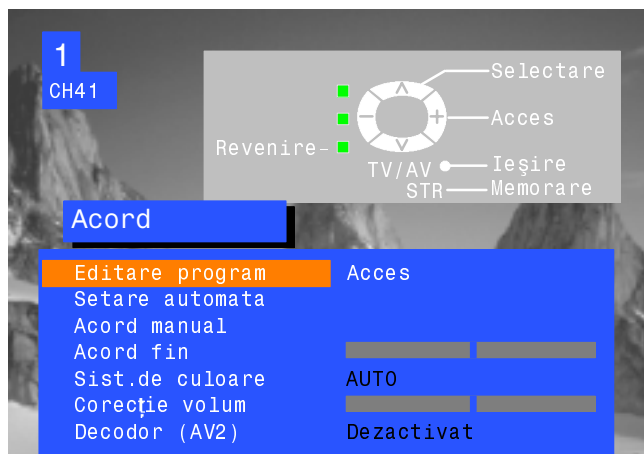 1
CH41
Selectare
Acces
Revenire-
TV/AV Ieşire
STR Memorare
Acord
Editare program Acces
Setare automata
Acord manual
Acord fin
Sist.de culoare AUTO
Corecţie volum
Decodor (AV2) Dezactivat